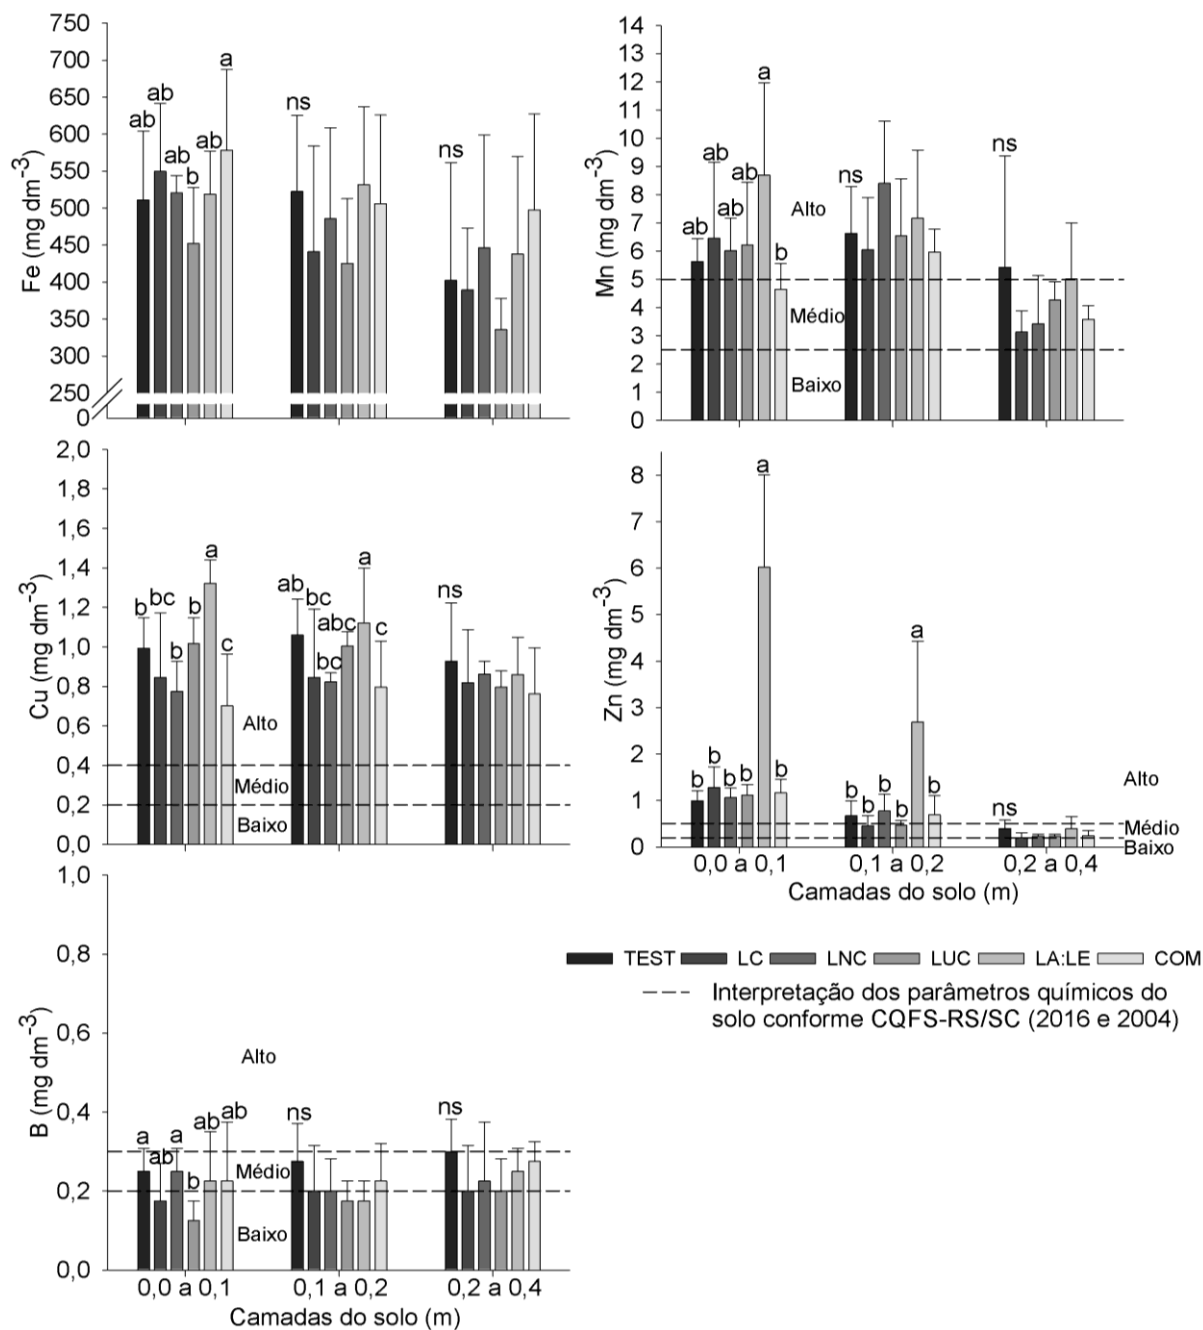 Fe (mg dm-3)
750
700
650
600
550
500
450
400
350
300
250
0
ab
ab
ab
b
ab
a
ns
ns
Mn (mg dm-3)
14
13
12
11
10
9
8
7
6
5
4
3
2
1
0
ab
ab
ab
ab
a
b
ns
ns
Alto
Médio
Baixo
Cu (mg dm-3)
2,0
1,8
1,6
1,4
1,2
1,0
0,8
0,6
0,4
0,2
0,0
b
bc
b
b
a
c
ab
bc
bc
abc
a
c
ns
Alto
Médio
Baixo
Zn (mg dm-3)
8
7
6
5
4
3
2
1
0
b
b
b
b
a
b
b
b
b
b
a
b
ns
Alto
Médio
Baixo
0,0 a 0,1
0,1 a 0,2
0,2 a 0,4
Camadas do solo (m)
B (mg dm-3)
1,0
0,8
0,6
0,4
0,2
0,0
a
ab
a
b
ab
ab
ns
ns
Alto
Médio
Baixo
0,0 a 0,1
0,1 a 0,2
0,2 a 0,4
Camadas do solo (m)
TEST LC LNC LUC LA:LE COM
Interpretação dos parâmetros químicos do
solo conforme CQFS-RS/SC (2016 e 2004)